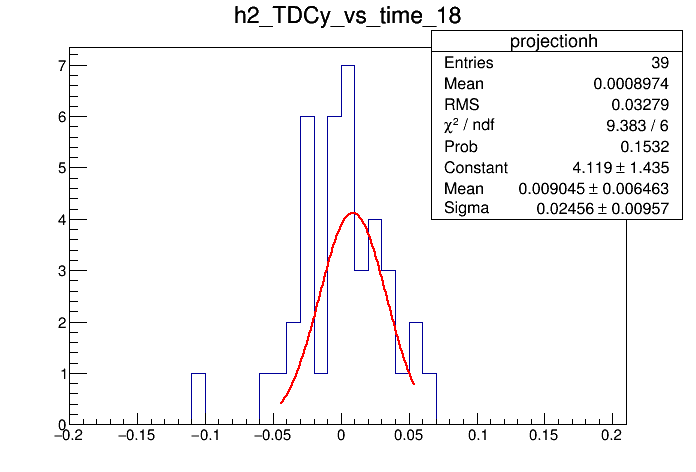 h2_TDCy_vs_time_18
projectionh
Entries 39
Mean 0.0008974
RMS 0.03279
χ² / ndf 9.383 / 6
Prob 0.1532
Constant 4.119 ± 1.435
Mean 0.009045 ± 0.006463
Sigma 0.02456 ± 0.00957
7
6
5
4
3
2
1
0
−0.2 −0.15 −0.1 −0.05 0 0.05 0.1 0.15 0.2